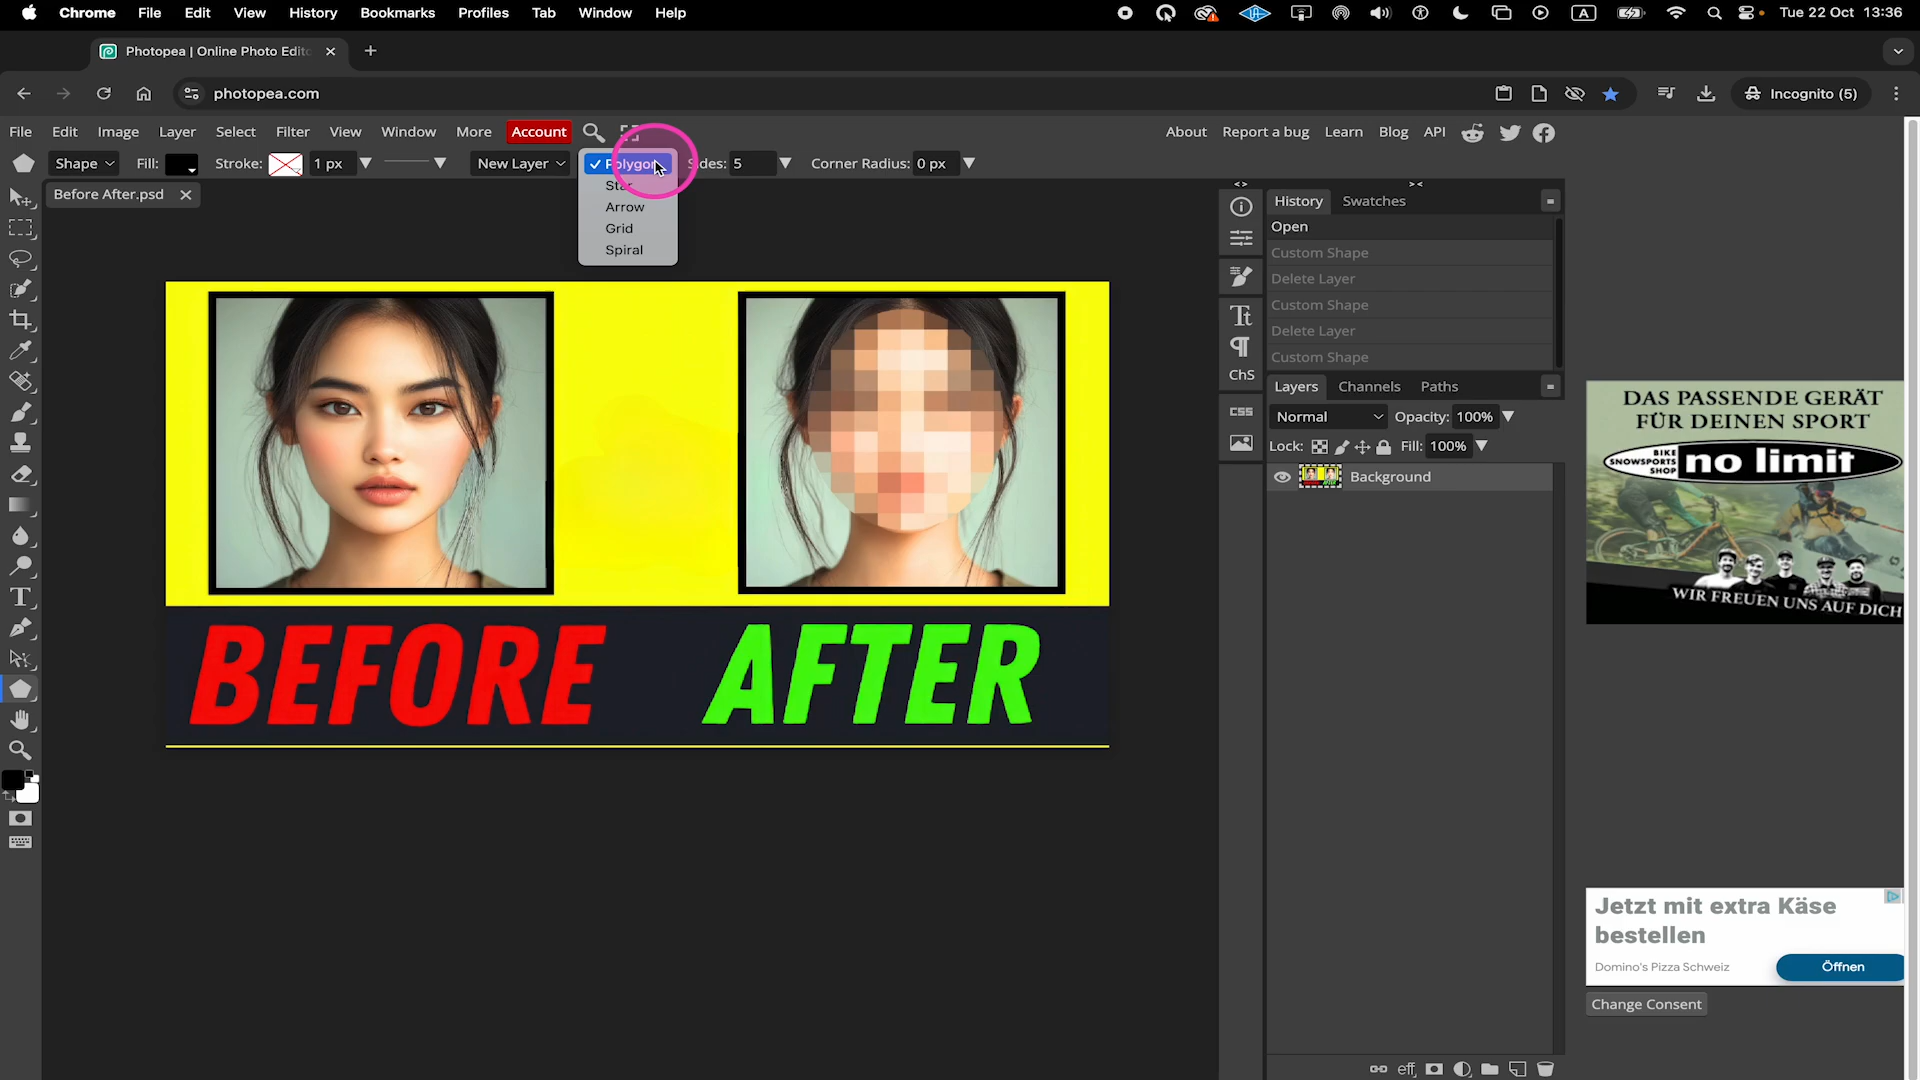 Chrome File Edit View History Bookmarks Profiles Tab Window Help A Tue 22 Oct 13:36
Photopea | Online Photo Edito
photopea.com Incognito (5)
File Edit Image Layer Select Filter View Window More Account About Report a bug Learn Blog API
Shape Fill: Stroke: 1 px New Layer Polygon Sides: 5 Corner Radius: 0 px
Star
Arrow
Grid
Spiral
Before After.psd
History Swatches
Open
Custom Shape
Delete Layer
Custom Shape
Delete Layer
Custom Shape
Tt
ChS
CSS
Layers Channels Paths
Normal Opacity: 100%
Lock: Fill: 100%
Background
BEFORE AFTER
T
eff
DAS PASSENDE GERÄT
FÜR DEINEN SPORT
BIKE
SNOWSPORTS
SHOP
no limit
WIR FREUEN UNS AUF DICH
Jetzt mit extra Käse
bestellen
Domino's Pizza Schweiz Öffnen
Change Consent